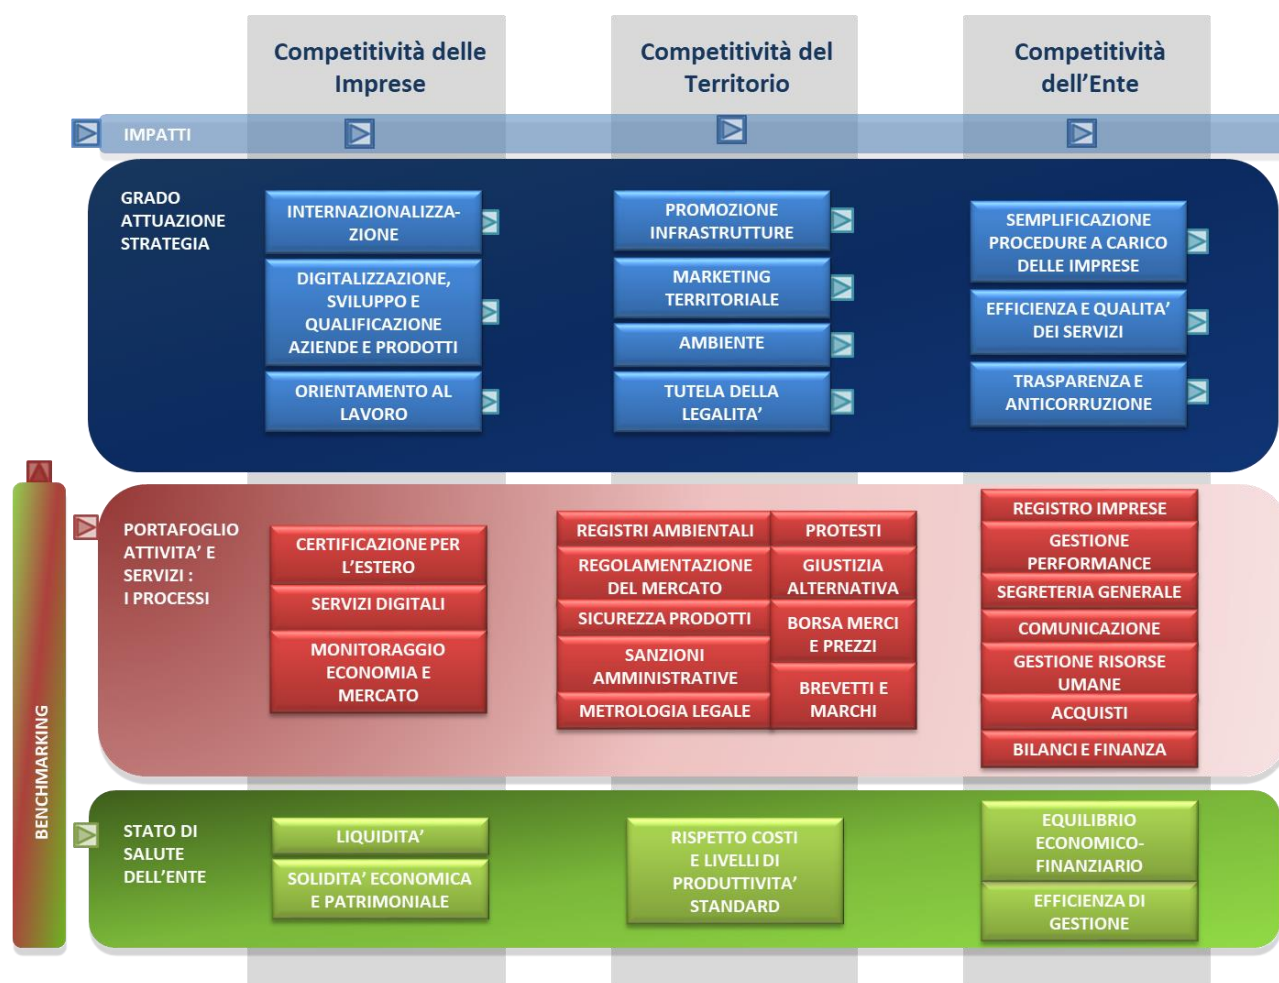 Competitività delle
Imprese
Competitività del
Territorio
Competitività
dell'Ente
IMPATTI
GRADO
ATTUAZIONE
STRATEGIA
INTERNAZIONALIZZA-
ZIONE
DIGITALIZZAZIONE,
SVILUPPO E
QUALIFICAZIONE
AZIENDE E PRODOTTI
ORIENTAMENTO AL
LAVORO
PROMOZIONE
INFRASTRUTTURE
MARKETING
TERRITORIALE
AMBIENTE
TUTELA DELLA
LEGALITA'
SEMPLIFICAZIONE
PROCEDURE A CARICO
DELLE IMPRESE
EFFICIENZA E QUALITA'
DEI SERVIZI
TRASPARENZA E
ANTICORRUZIONE
BENCHMARKING
PORTAFOGLIO
ATTIVITA' E
SERVIZI :
I PROCESSI
CERTIFICAZIONE PER
L'ESTERO
SERVIZI DIGITALI
MONITORAGGIO
ECONOMIA E
MERCATO
REGISTRI AMBIENTALI
REGOLAMENTAZIONE
DEL MERCATO
SICUREZZA PRODOTTI
SANZIONI
AMMINISTRATIVE
METROLOGIA LEGALE
PROTESTI
GIUSTIZIA
ALTERNATIVA
BORSA MERCI
E PREZZI
BREVETTI E
MARCHI
REGISTRO IMPRESE
GESTIONE
PERFORMANCE
SEGRETERIA GENERALE
COMUNICAZIONE
GESTIONE RISORSE
UMANE
ACQUISTI
BILANCI E FINANZA
STATO DI
SALUTE
DELL'ENTE
LIQUIDITA'
SOLIDITA' ECONOMICA
E PATRIMONIALE
RISPETTO COSTI
E LIVELLI DI
PRODUTTIVITA'
STANDARD
EQUILIBRIO
ECONOMICO-
FINANZIARIO
EFFICIENZA DI
GESTIONE